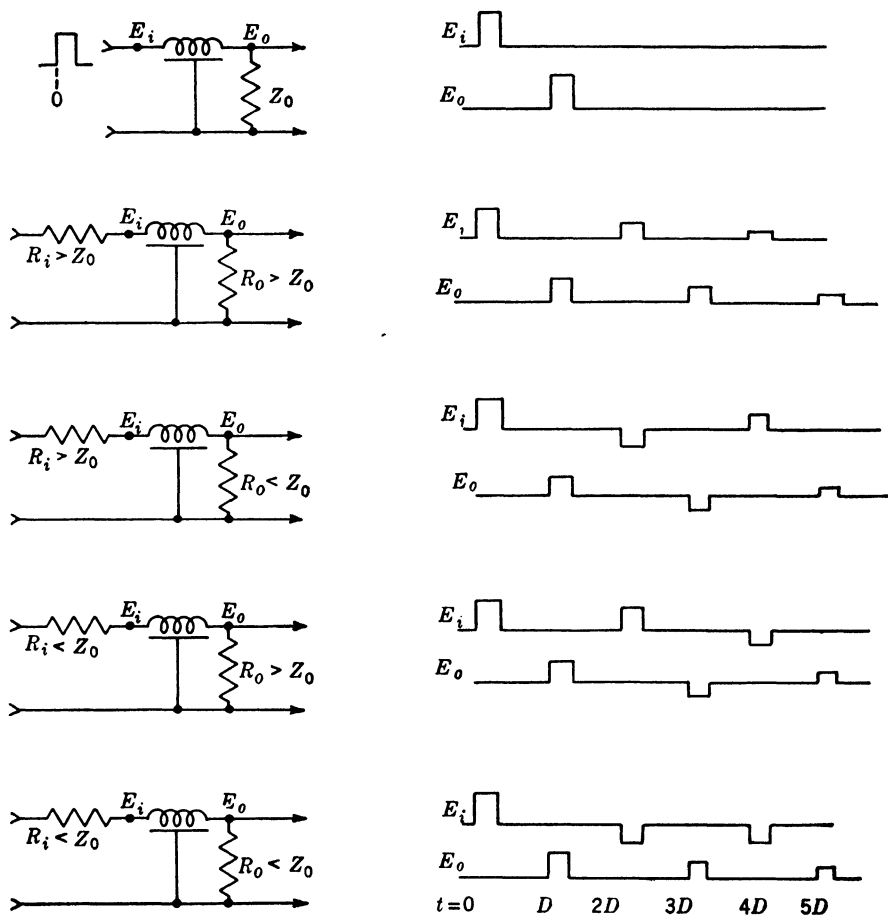 E_i E_o
0
Z_0
E_i
E_o
E_i E_o
R_i > Z_0
R_o > Z_0
E_ı
E_o
E_i E_o
R_i > Z_0
R_o < Z_0
E_i
E_o
E_i E_o
R_i < Z_0
R_o > Z_0
E_i
E_o
E_i E_o
R_i < Z_0
R_o < Z_0
E_i
E_o
t=0 D 2D 3D 4D 5D